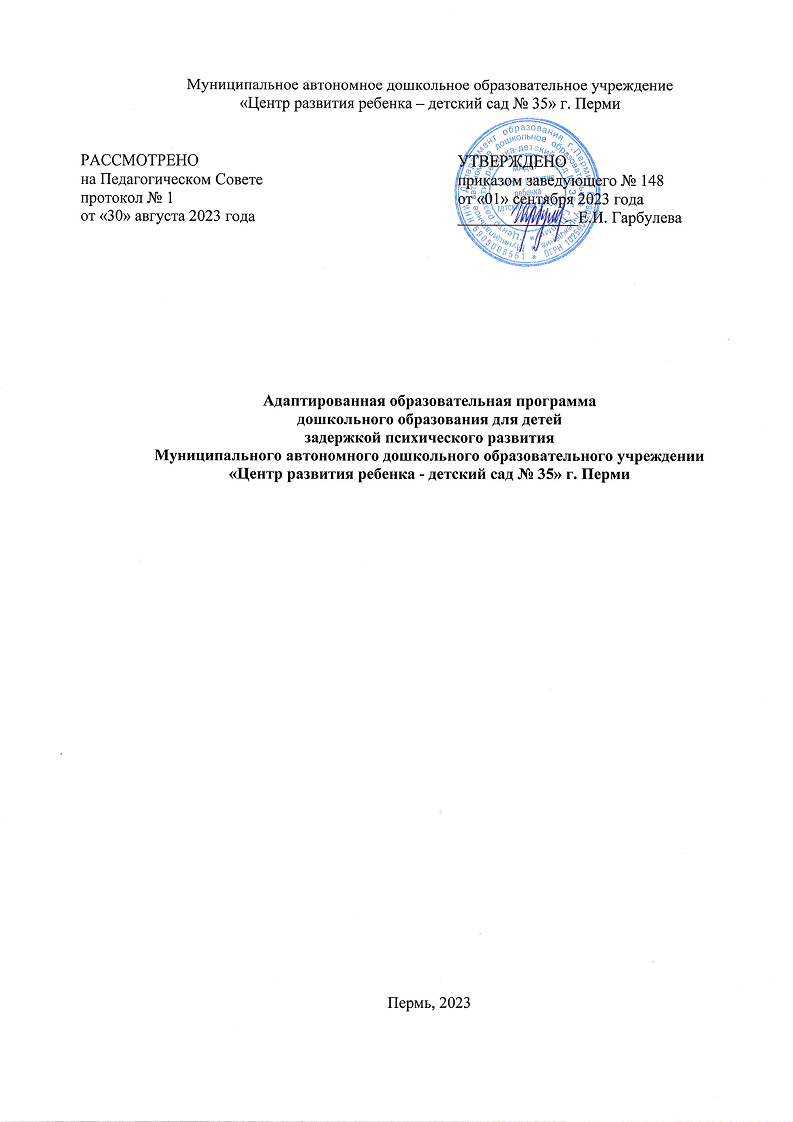 Муниципальное автономное дошкольное образовательное учреждение
«Центр развития ребенка – детский сад № 35» г. Перми
РАССМОТРЕНО
на Педагогическом Совете
протокол № 1
от «30» августа 2023 года
УТВЕРЖДЕНО
приказом заведующего № 148
от «01» сентября 2023 года
Е.И. Гарбулева
Адаптированная образовательная программа
дошкольного образования для детей
задержкой психического развития
Муниципального автономного дошкольного образовательного учреждении
«Центр развития ребенка - детский сад № 35» г. Перми
Пермь, 2023